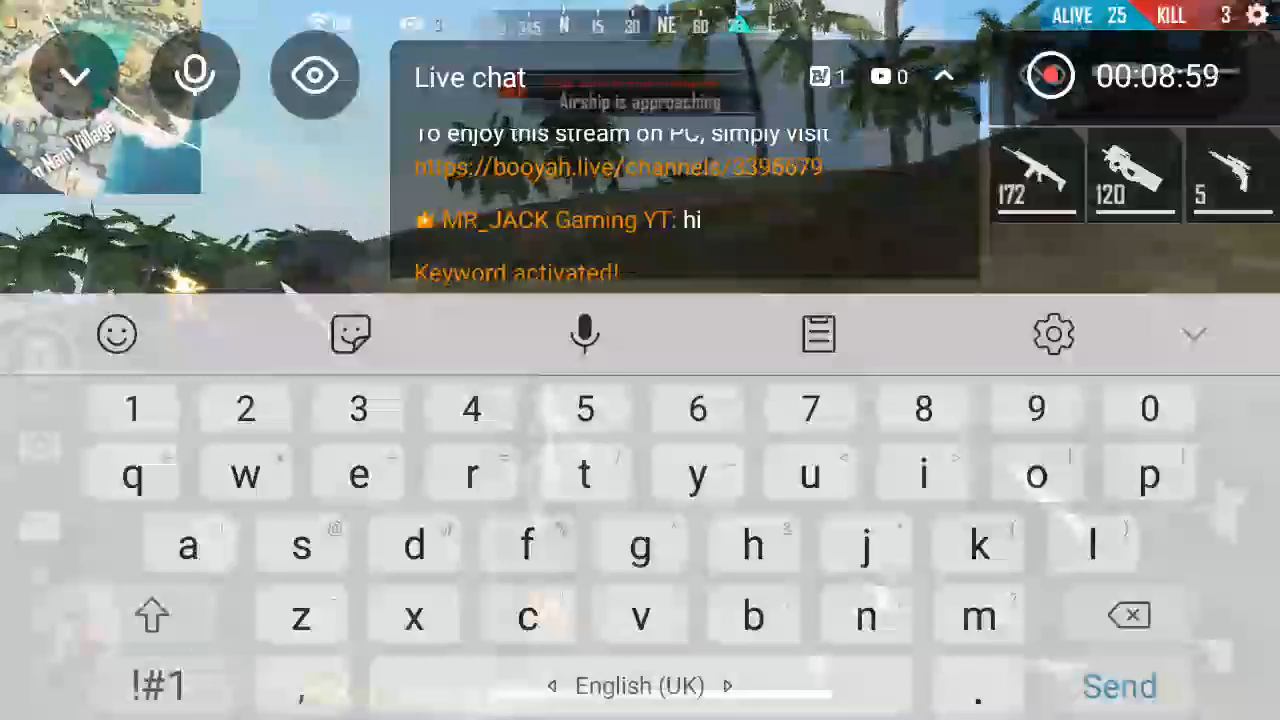 N 15 30 NE 60 E
ALIVE 25 KILL 3
Live chat 1 0
00:08:59
Airship is approaching
To enjoy this stream on PC, simply visit
https://booyah.live/channels/3396679
MR_JACK Gaming YT: hi
Keyword activated!
Nam Village
172 120 5
1 2 3 4 5 6 7 8 9 0
q w e r t y u i o p
a s d f g h j k l
z x c v b n m
!#1 , English (UK) . Send